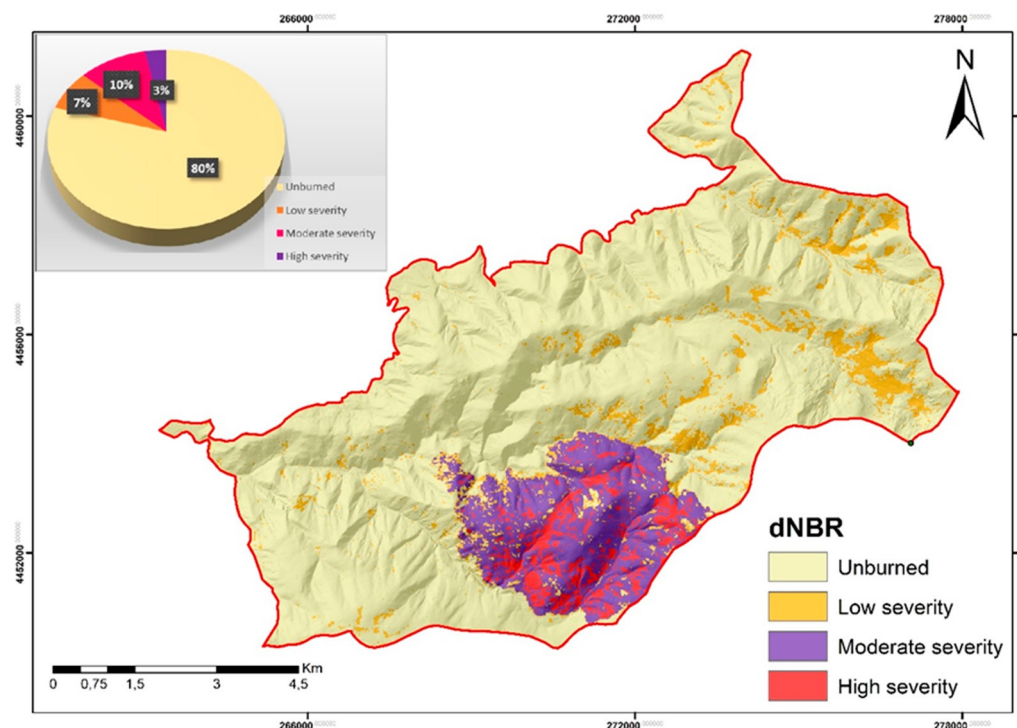 266000 272000 278000
N
10%
3%
7%
80%
Unburned
Low severity
Moderate severity
High severity
4460000
4456000
4452000
dNBR
Unburned
Low severity
Moderate severity
High severity
Km
0 0,75 1,5 3 4,5
266000 272000 278000